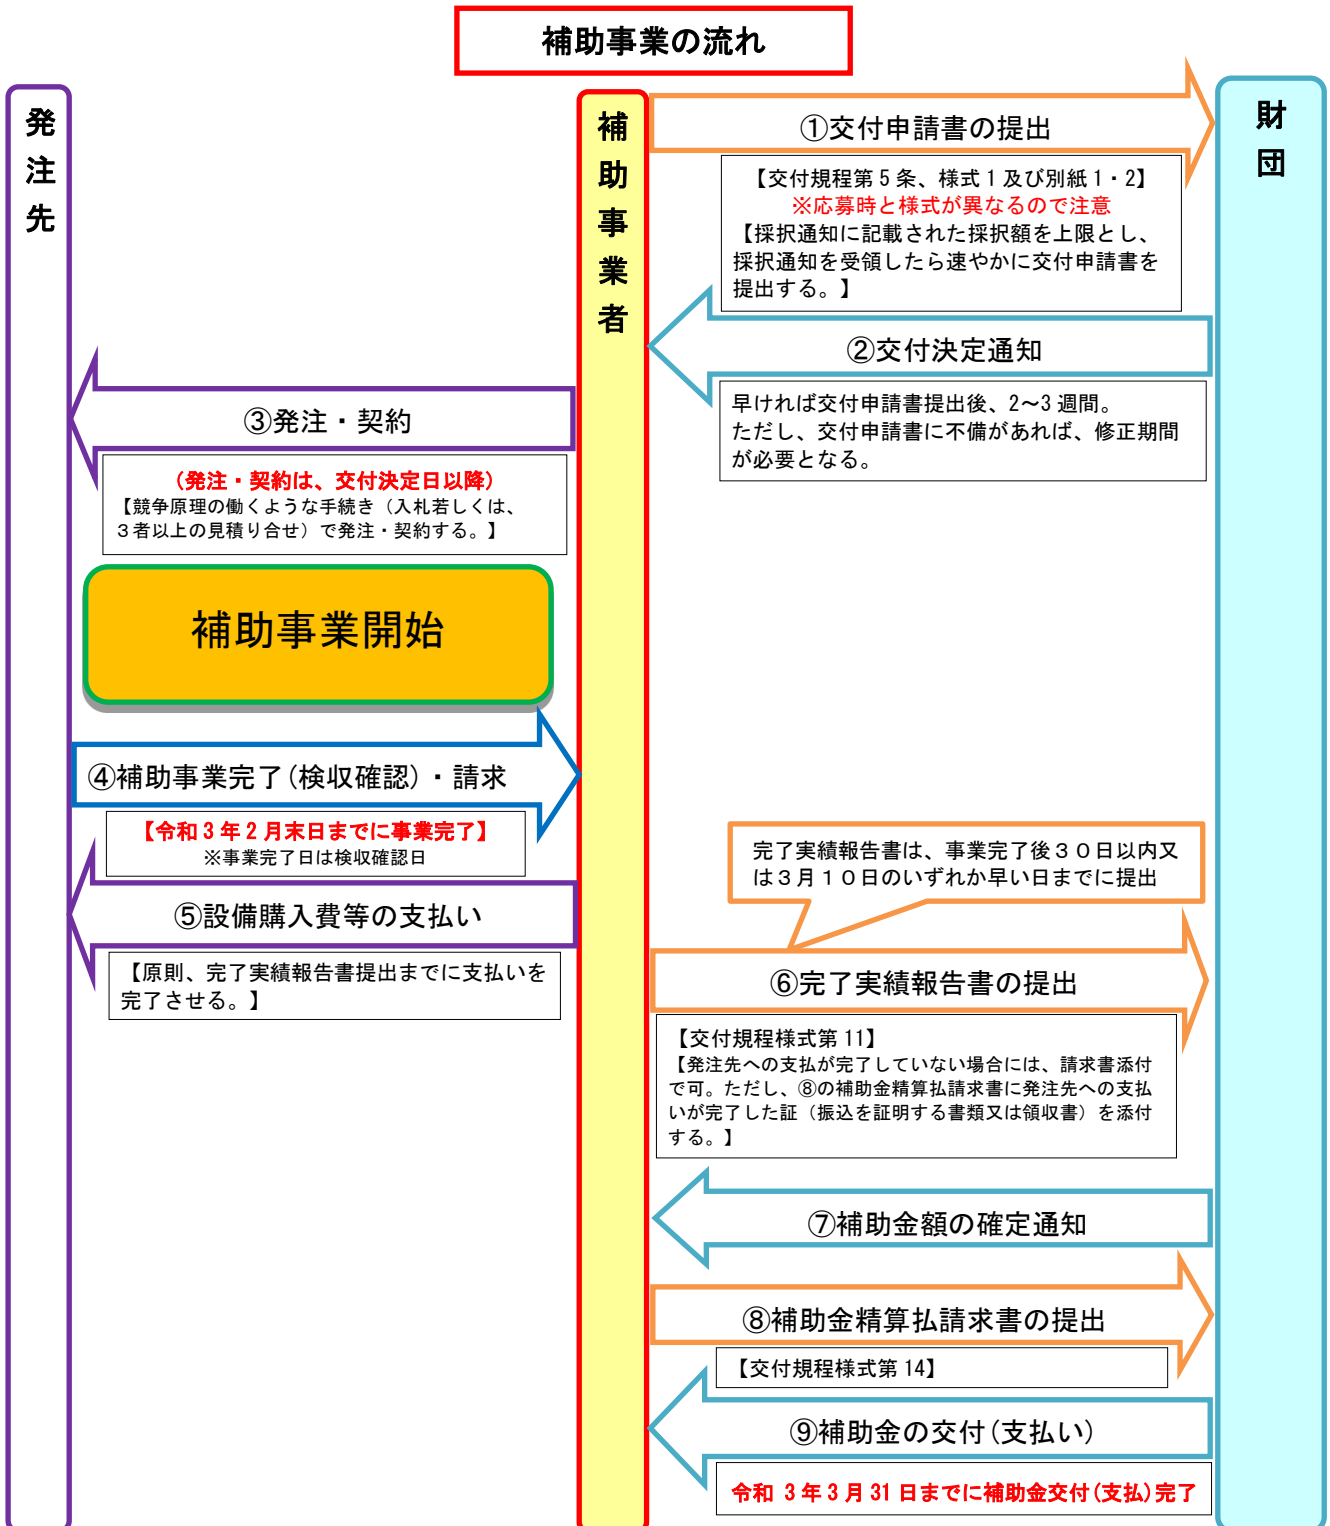 補助事業の流れ
発注先
補助事業者
財団
①交付申請書の提出
【交付規程第5条、様式1及び別紙1・2】
※応募時と様式が異なるので注意
【採択通知に記載された採択額を上限とし、
採択通知を受領したら速やかに交付申請書を
提出する。】
②交付決定通知
早ければ交付申請書提出後、2～3週間。
ただし、交付申請書に不備があれば、修正期間
が必要となる。
③発注・契約
(発注・契約は、交付決定日以降)
【競争原理の働くような手続き（入札若しくは、
３者以上の見積り合せ）で発注・契約する。】
補助事業開始
④補助事業完了(検収確認)・請求
【令和3年2月末日までに事業完了】
※事業完了日は検収確認日
⑤設備購入費等の支払い
【原則、完了実績報告書提出までに支払いを
完了させる。】
完了実績報告書は、事業完了後３０日以内又
は３月１０日のいずれか早い日までに提出
⑥完了実績報告書の提出
【交付規程様式第11】
【発注先への支払が完了していない場合には、請求書添付
で可。ただし、⑧の補助金精算払請求書に発注先への支払
いが完了した証（振込を証明する書類又は領収書）を添付
する。】
⑦補助金額の確定通知
⑧補助金精算払請求書の提出
【交付規程様式第14】
⑨補助金の交付(支払い)
令和 3年3月31日までに補助金交付(支払)完了